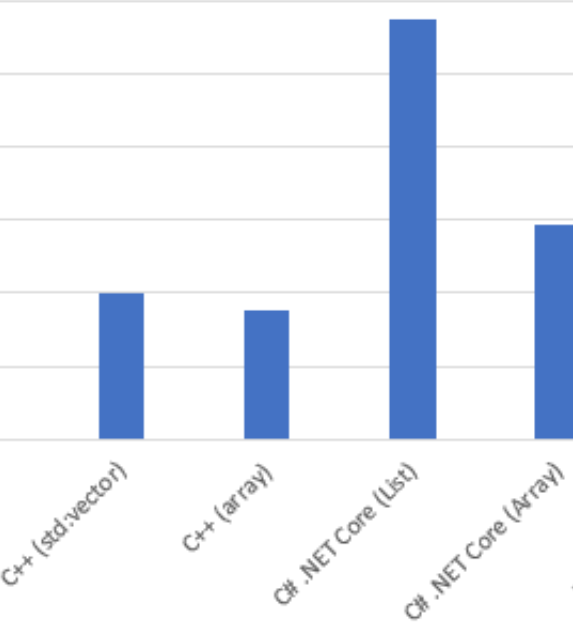 C++ (std:vector)
C++ (array)
C# .NET Core (List)
C# .NET Core (Array)